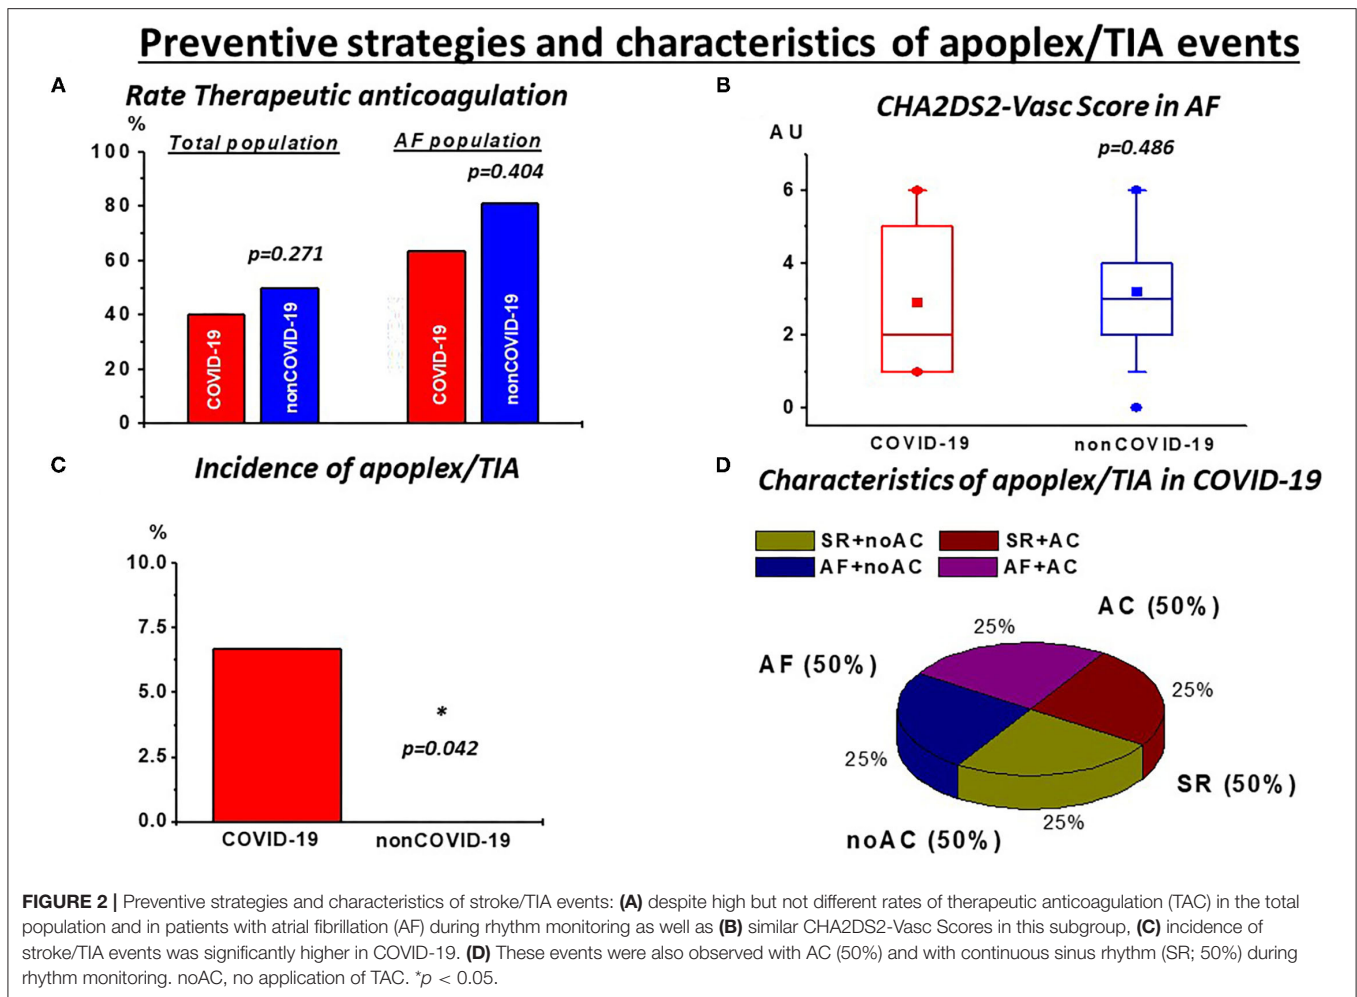 Preventive strategies and characteristics of apoplex/TIA events
A
Rate Therapeutic anticoagulation
%
Total population
AF population
p=0.404
p=0.271
100
80
60
40
20
0
COVID-19
nonCOVID-19
COVID-19
nonCOVID-19
B
CHA2DS2-Vasc Score in AF
AU
p=0.486
6
4
2
0
COVID-19
nonCOVID-19
C
Incidence of apoplex/TIA
%
10.0
7.5
5.0
2.5
0.0
*
p=0.042
COVID-19
nonCOVID-19
D
Characteristics of apoplex/TIA in COVID-19
SR+noAC
SR+AC
AF+noAC
AF+AC
AC (50%)
25%
AF (50%)
25%
25%
SR (50%)
25%
noAC (50%)
FIGURE 2 | Preventive strategies and characteristics of stroke/TIA events: (A) despite high but not different rates of therapeutic anticoagulation (TAC) in the total
population and in patients with atrial fibrillation (AF) during rhythm monitoring as well as (B) similar CHA2DS2-Vasc Scores in this subgroup, (C) incidence of
stroke/TIA events was significantly higher in COVID-19. (D) These events were also observed with AC (50%) and with continuous sinus rhythm (SR; 50%) during
rhythm monitoring. noAC, no application of TAC. *p < 0.05.